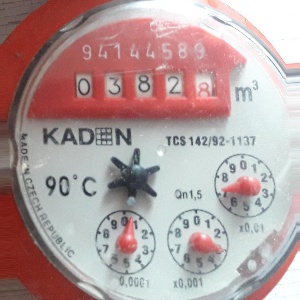 94144589
03828 m³
KADEN
TCS 142/92-1137
90°C
Qn1,5
MADE IN CZECH REPUBLIC
x0,01
x0,001
0,0001